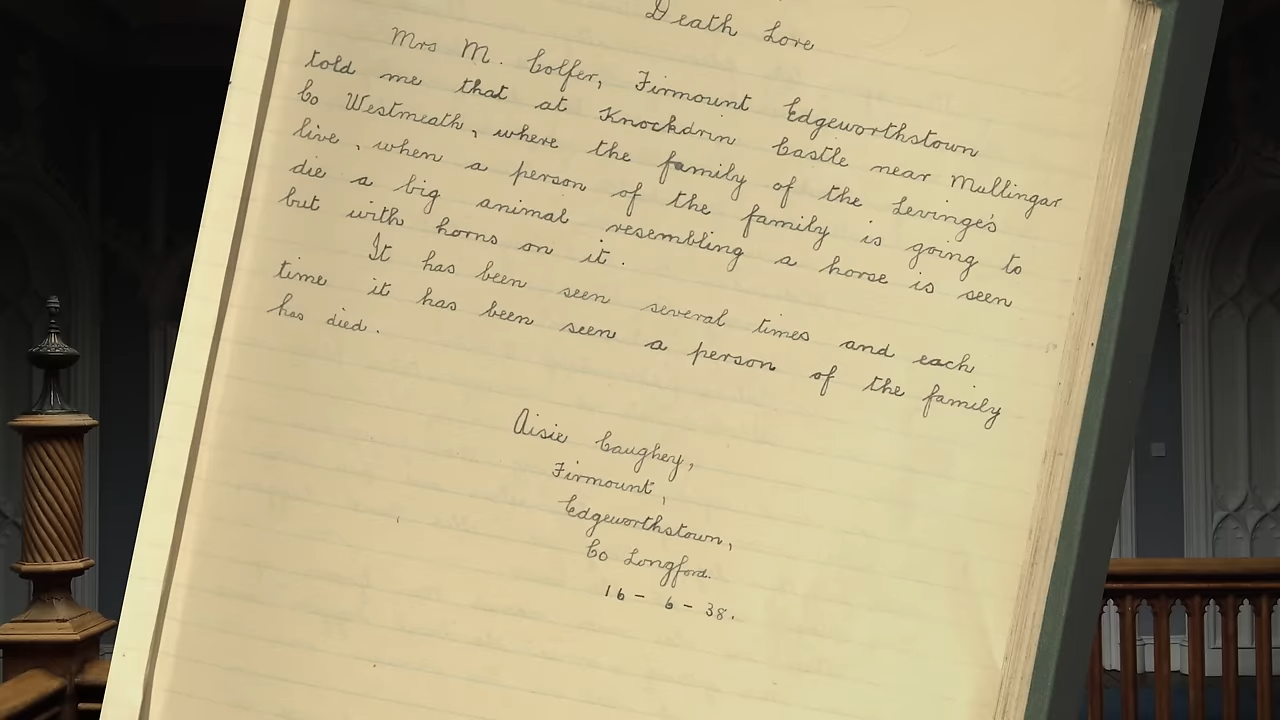 Death Lore
Mrs M. Colfer, Firmount Edgeworthstown
told me that at Knockdrin Castle near Mullingar
Co Westmeath, where the family of the Levinge's
live, when a person of the family is going to
die a big animal resembling a horse is seen
but with horns on it.
It has been seen several times and each
time it has been seen a person of the family
has died.
Aisie Caughey,
Firmount,
Edgeworthstown,
Co Longford.
16 - 6 - 38.